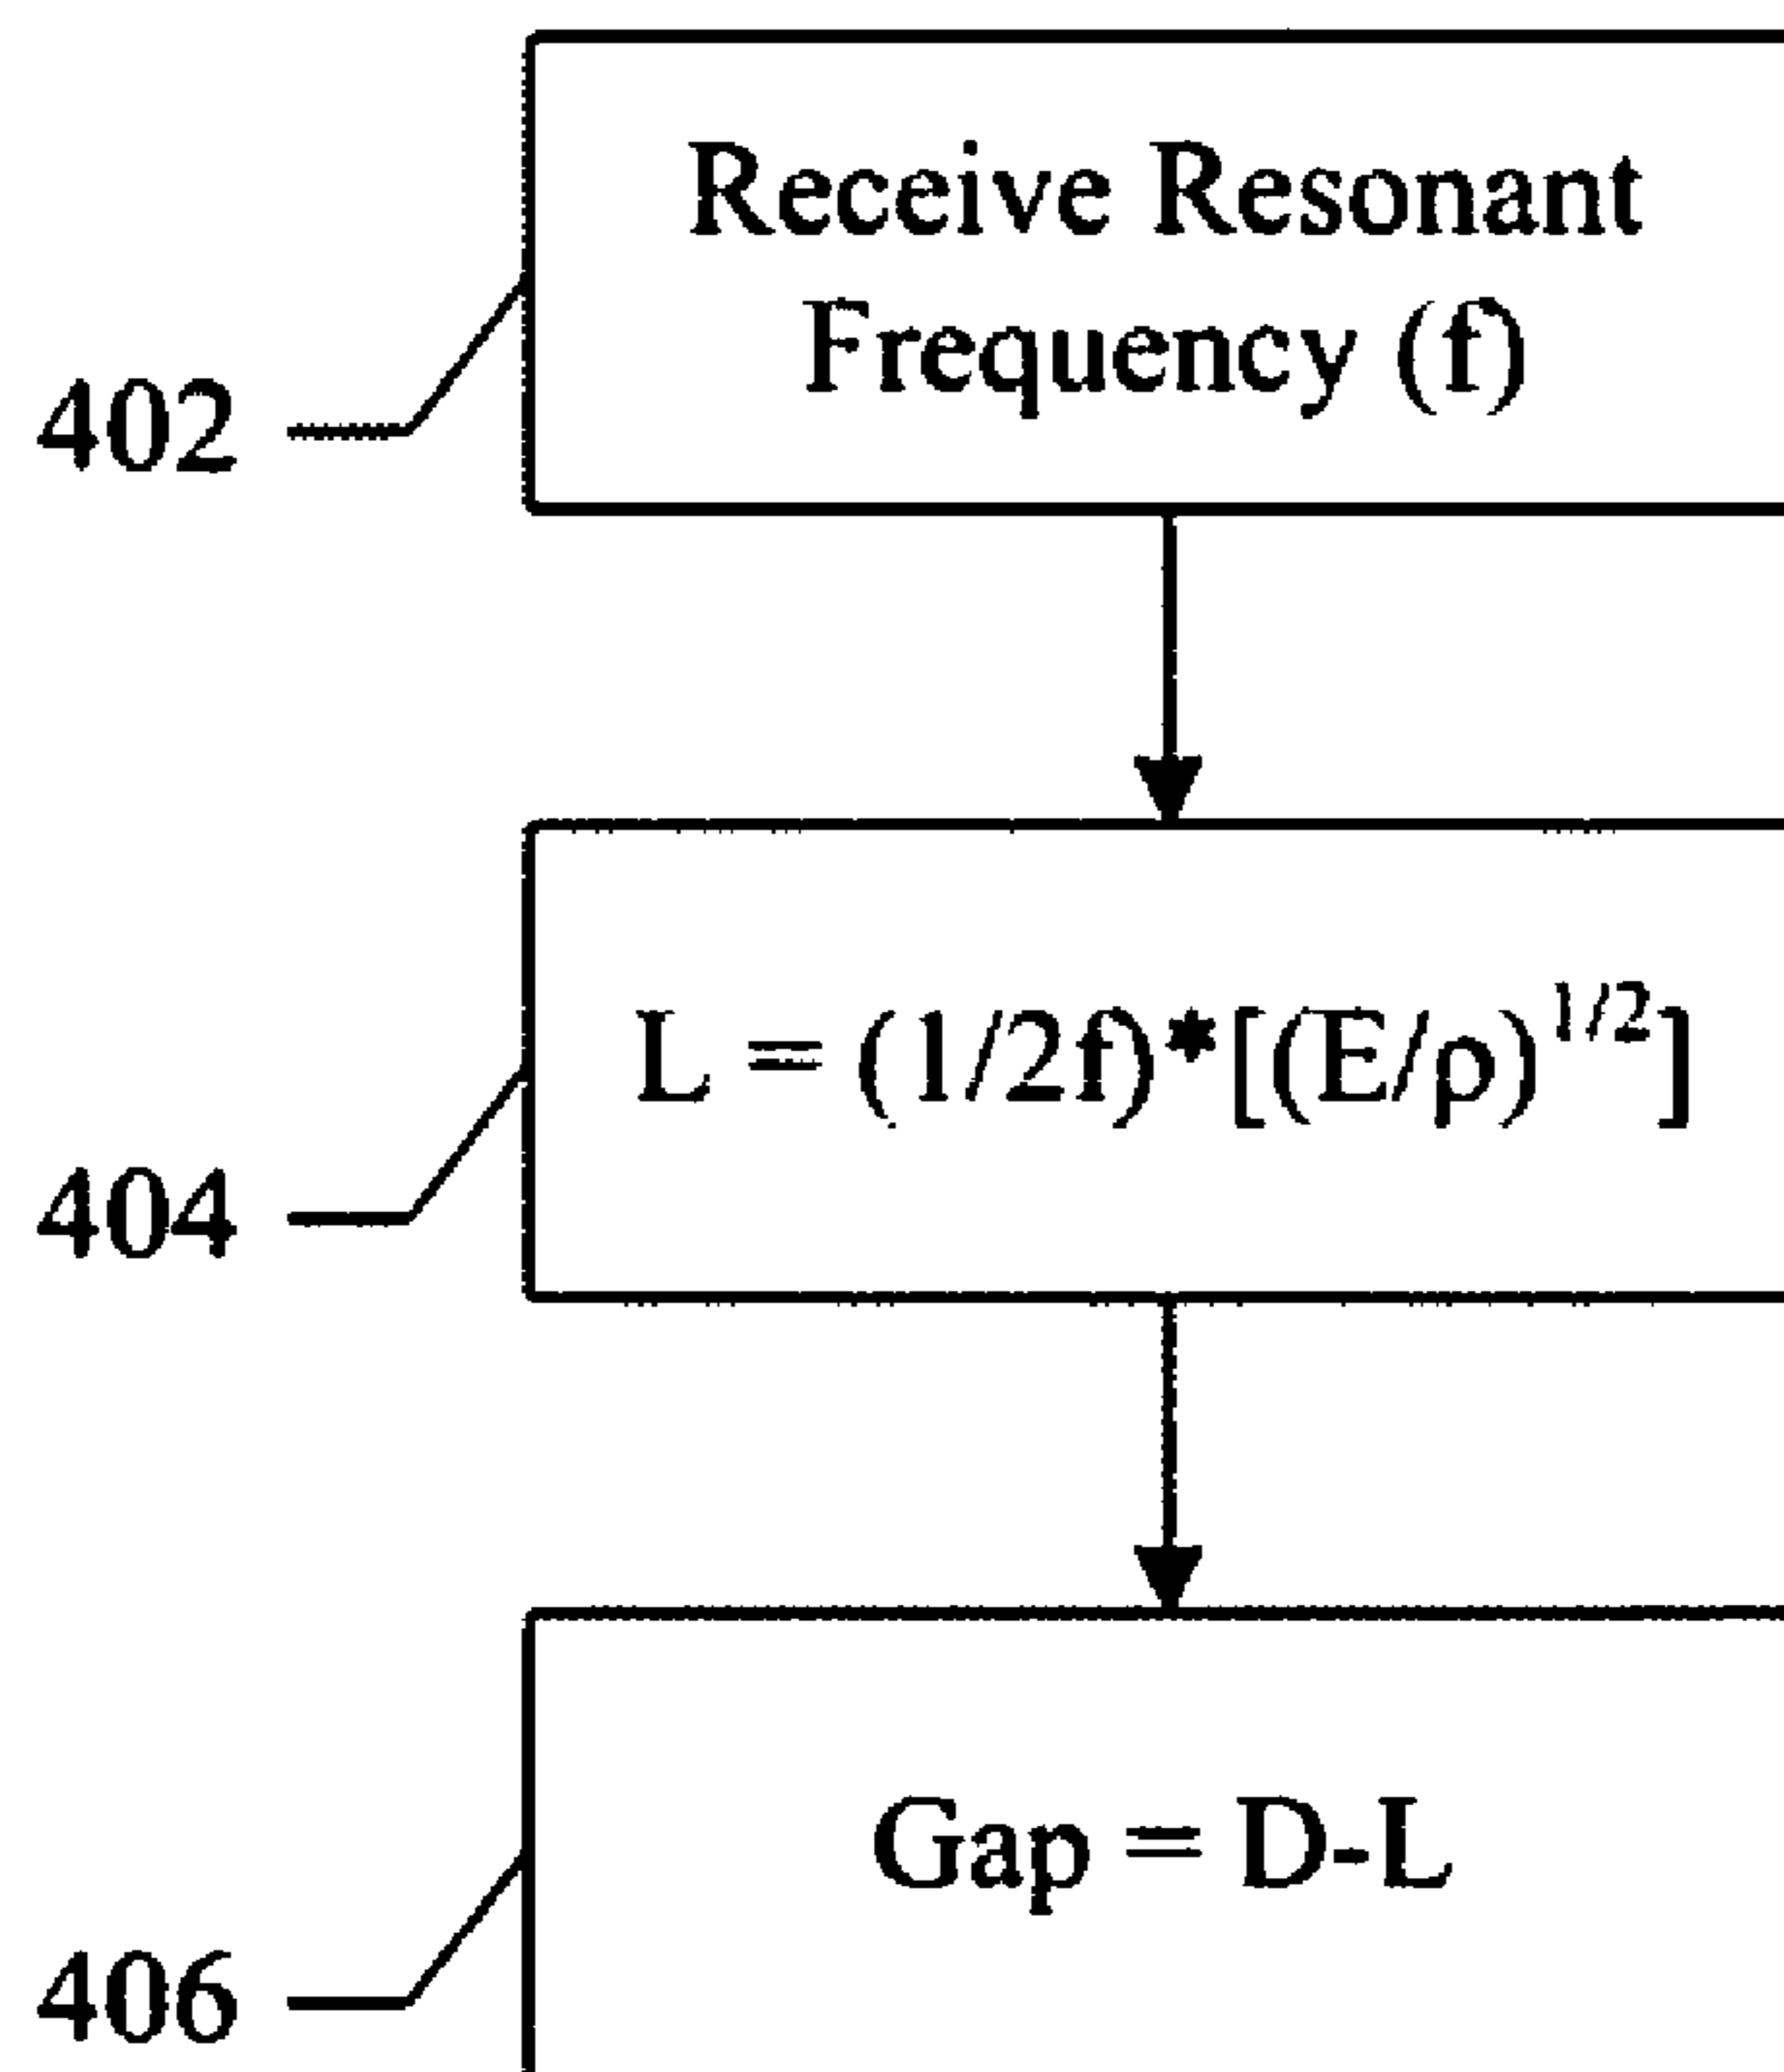 Receive Resonant
Frequency (f)
402
L = (1/2f)*[(E/ρ)^1/2]
404
Gap = D-L
406